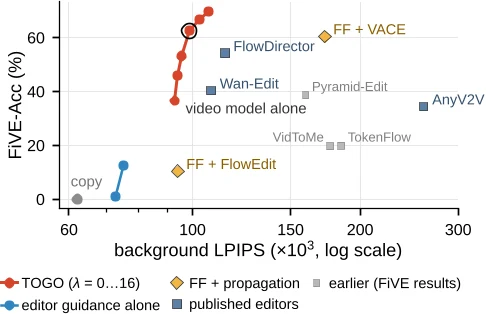 FiVE-Acc (%)
60
40
20
0
FF + VACE
FlowDirector
Wan-Edit
Pyramid-Edit
AnyV2V
video model alone
VidToMe
TokenFlow
FF + FlowEdit
copy
60
100
150
200
300
background LPIPS (×10³, log scale)
TOGO (λ = 0…16)
FF + propagation
earlier (FiVE results)
editor guidance alone
published editors